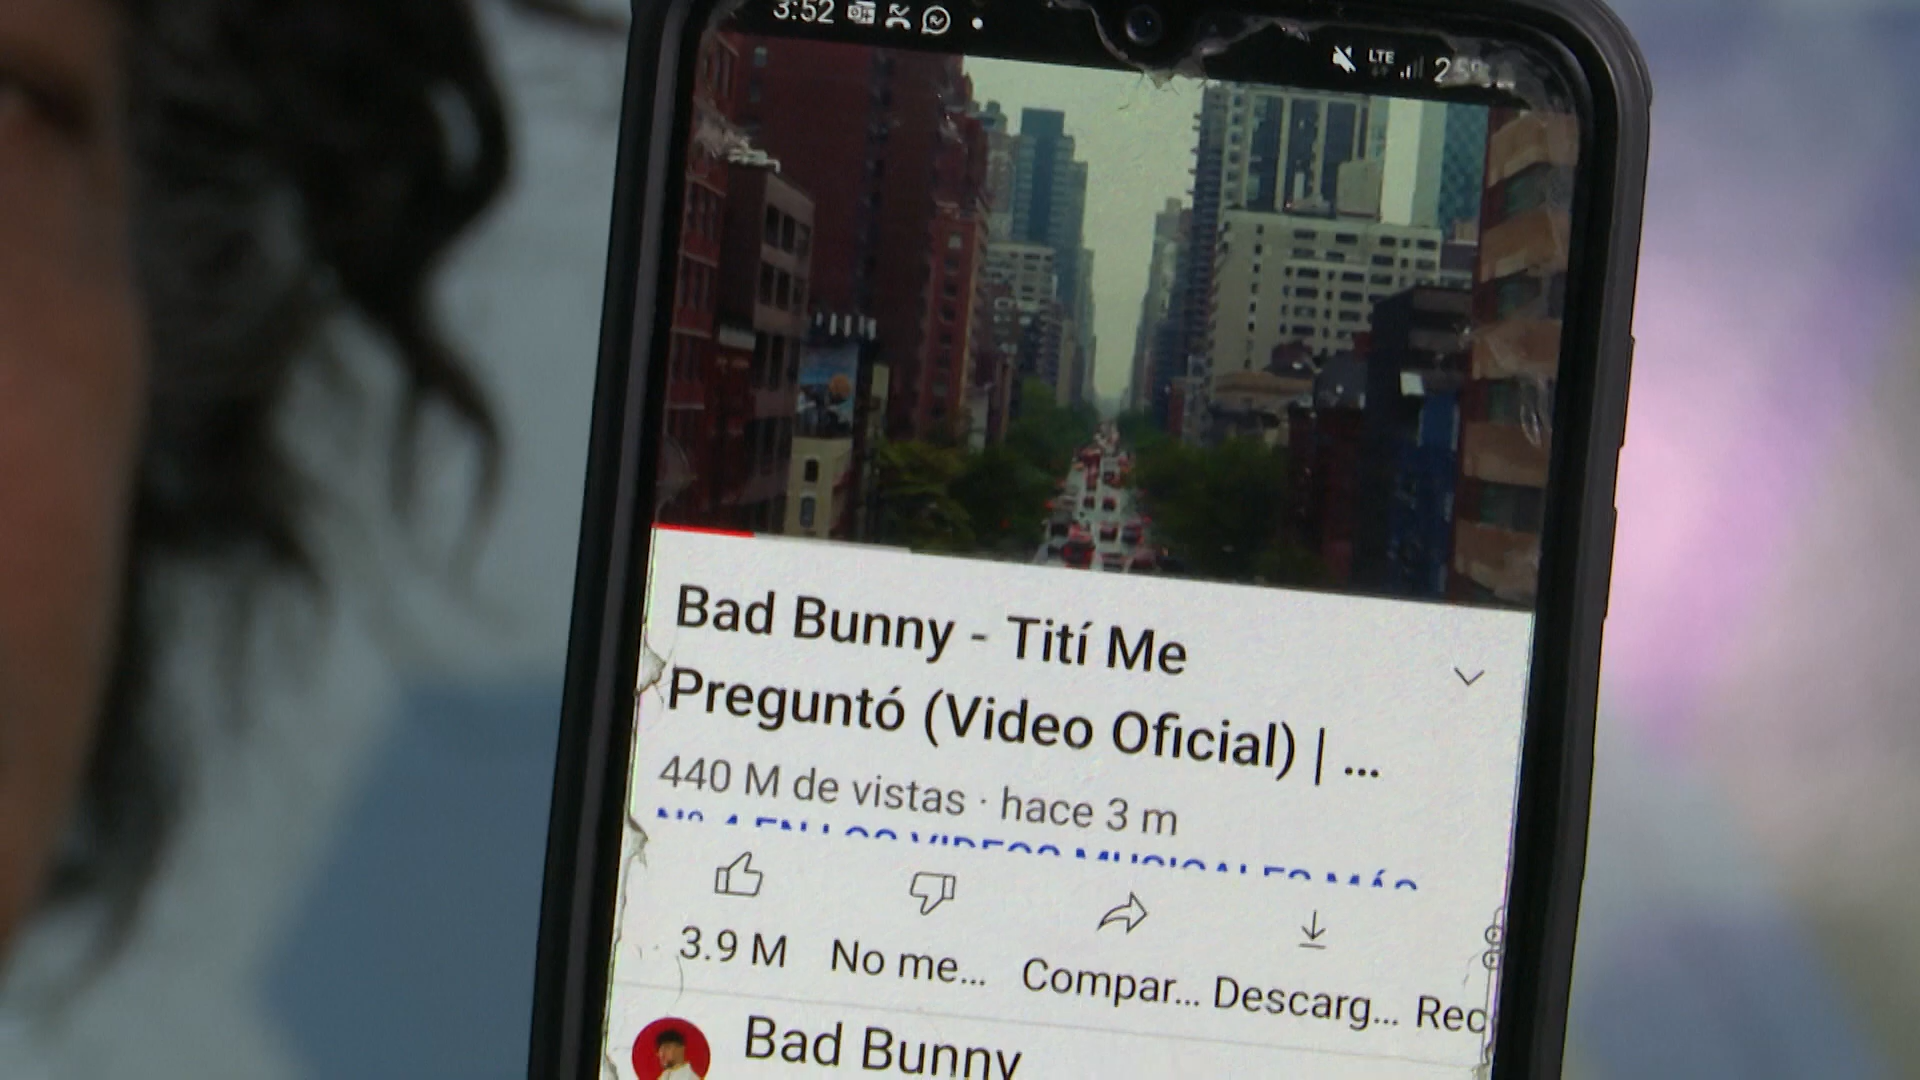 3:52
LTE
Bad Bunny - Tití Me
Preguntó (Video Oficial) | ...
440 M de vistas · hace 3 m
3.9 M No me... Compar... Descarg... Rec
Bad Bunny